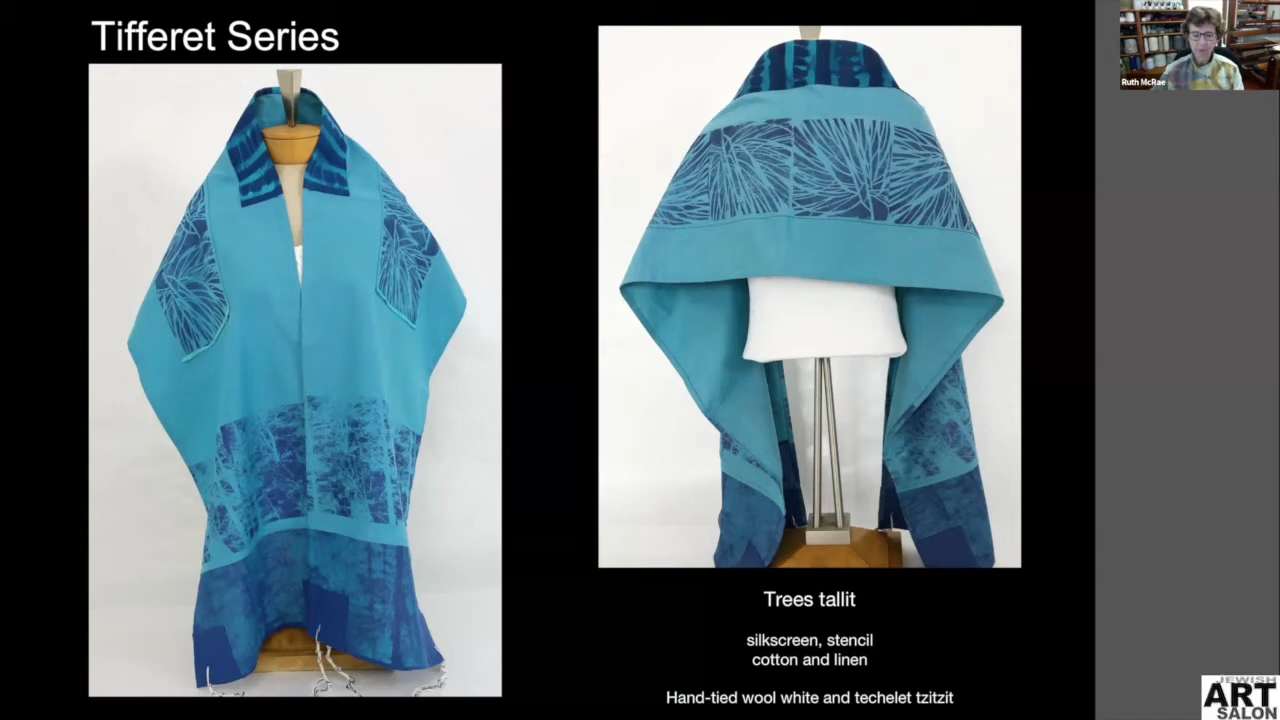 Tifferet Series
Trees tallit
silkscreen, stencil
cotton and linen
Hand-tied wool white and techelet tzitzit
Ruth McRae
JEWISH
ART
SALON